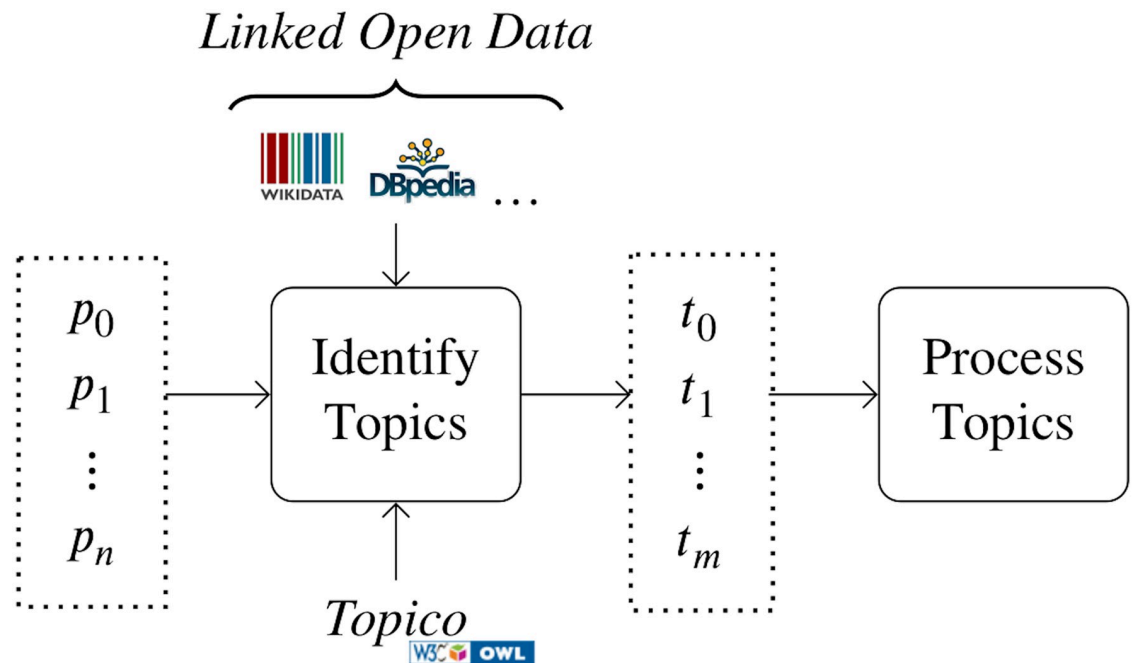 Linked Open Data
WIKIDATA
DBpedia
...
p0
p1
⋮
pn
Identify
Topics
t0
t1
⋮
tm
Process
Topics
Topico
W3C OWL